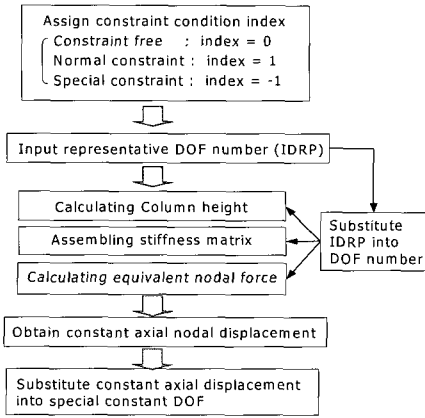 Assign constraint condition index
Constraint free : index = 0
Normal constraint : index = 1
Special constraint : index = -1
Input representative DOF number (IDRP)
Calculating Column height
Assembling stiffness matrix
Calculating equivalent nodal force
Substitute
IDRP into
DOF number
Obtain constant axial nodal displacement
Substitute constant axial displacement
into special constant DOF